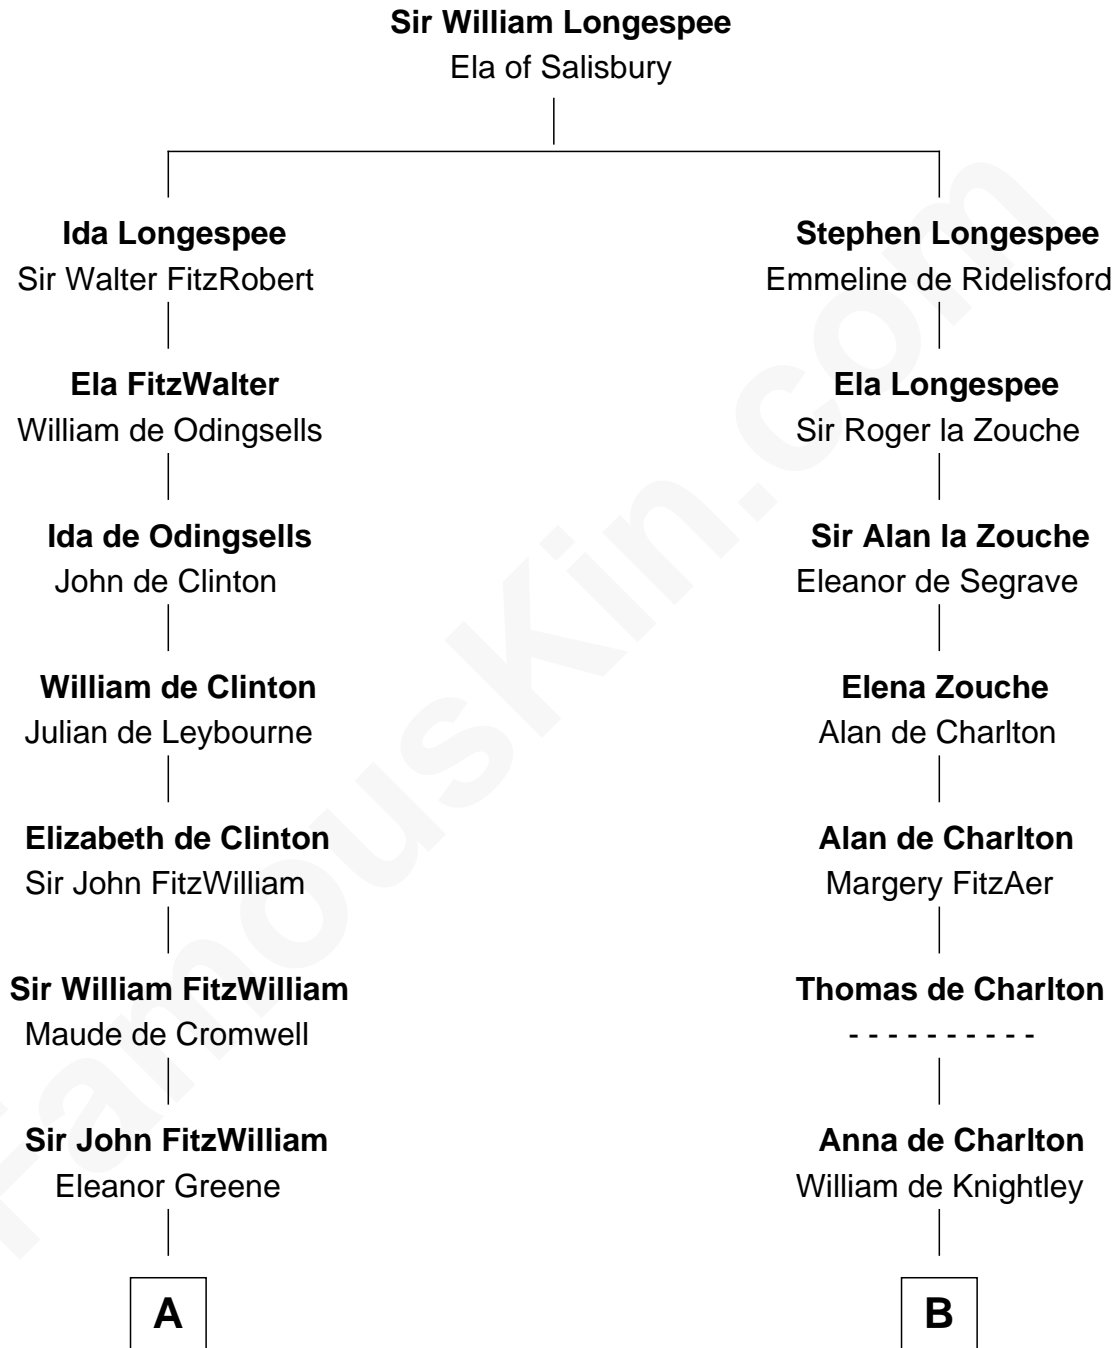 Sir William Longespee
Ela of Salisbury
Ida Longespee
Sir Walter FitzRobert
Stephen Longespee
Emmeline de Ridelisford
Ela FitzWalter
William de Odingsells
Ela Longespee
Sir Roger la Zouche
Ida de Odingsells
John de Clinton
Sir Alan la Zouche
Eleanor de Segrave
William de Clinton
Julian de Leybourne
Elena Zouche
Alan de Charlton
Elizabeth de Clinton
Sir John FitzWilliam
Alan de Charlton
Margery FitzAer
Sir William FitzWilliam
Maude de Cromwell
Thomas de Charlton
- - - - - - - - - -
Sir John FitzWilliam
Eleanor Greene
Anna de Charlton
William de Knightley
A
B
FamousKin.com